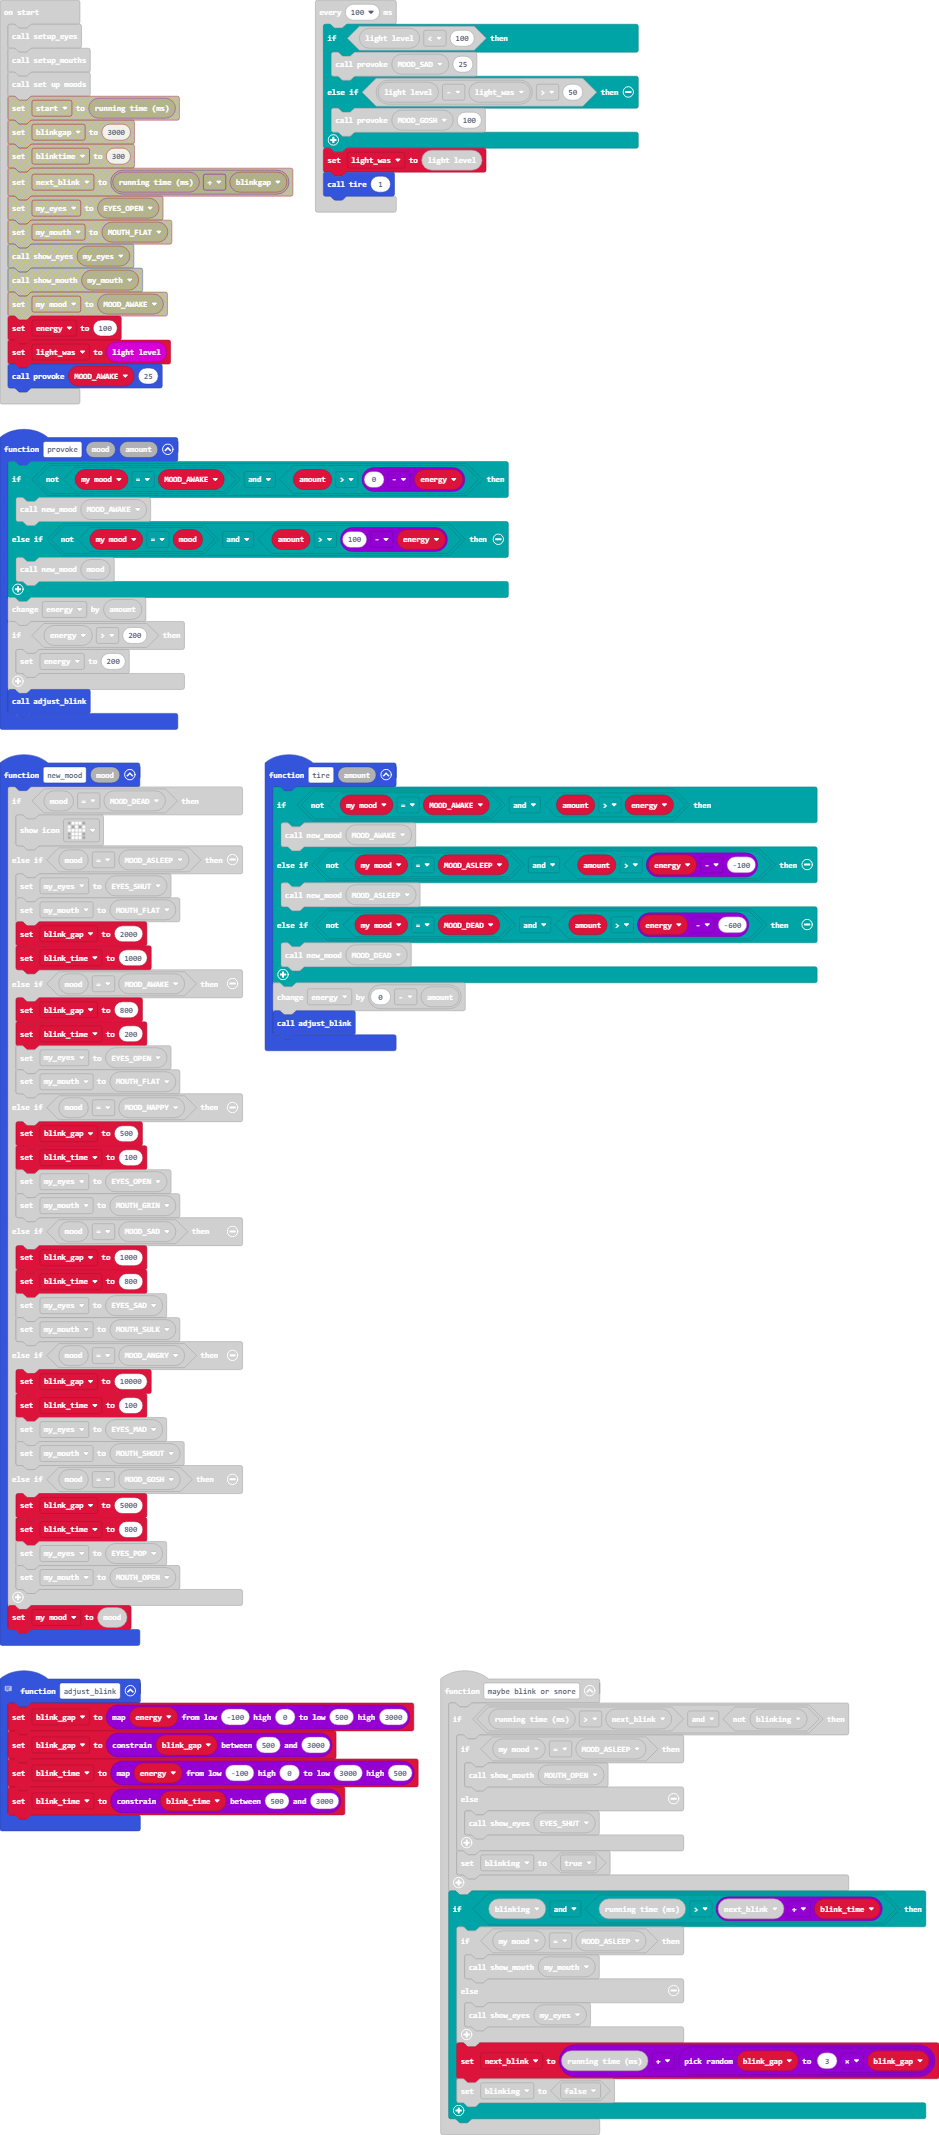 on start
call setup_eyes
call setup_mouths
call set up moods
set start to running time (ms)
set blinkgap to 3000
set blinktime to 300
set next_blink to running time (ms) + blinkgap
set my_eyes to EYES_OPEN
set my_mouth to MOUTH_FLAT
call show_eyes my_eyes
call show_mouth my_mouth
set my mood to MOOD_AWAKE
set energy to 100
set light_was to light level
call provoke MOOD_AWAKE 25
every 100 ms
if light level < 100 then
call provoke MOOD_SAD 25
else if light level - light_was > 50 then
call provoke MOOD_GOSH 100
set light_was to light level
call tire 1
function provoke mood amount
if not my mood = MOOD_AWAKE and amount > 0 - energy then
call new_mood MOOD_AWAKE
else if not my mood = mood and amount > 100 - energy then
call new_mood mood
change energy by amount
if energy > 200 then
set energy to 200
call adjust_blink
function new_mood mood
if mood = MOOD_DEAD then
show icon
else if mood = MOOD_ASLEEP then
set my_eyes to EYES_SHUT
set my_mouth to MOUTH_FLAT
set blink_gap to 2000
set blink_time to 1000
else if mood = MOOD_AWAKE then
set blink_gap to 800
set blink_time to 200
set my_eyes to EYES_OPEN
set my_mouth to MOUTH_FLAT
else if mood = MOOD_HAPPY then
set blink_gap to 500
set blink_time to 100
set my_eyes to EYES_OPEN
set my_mouth to MOUTH_GRIN
else if mood = MOOD_SAD then
set blink_gap to 1000
set blink_time to 800
set my_eyes to EYES_SAD
set my_mouth to MOUTH_SULK
else if mood = MOOD_ANGRY then
set blink_gap to 10000
set blink_time to 100
set my_eyes to EYES_MAD
set my_mouth to MOUTH_SHOUT
else if mood = MOOD_GOSH then
set blink_gap to 5000
set blink_time to 800
set my_eyes to EYES_POP
set my_mouth to MOUTH_OPEN
set my mood to mood
function tire amount
if not my mood = MOOD_AWAKE and amount > energy then
call new_mood MOOD_AWAKE
else if not my mood = MOOD_ASLEEP and amount > energy - -100 then
call new_mood MOOD_ASLEEP
else if not my mood = MOOD_DEAD and amount > energy - -600 then
call new_mood MOOD_DEAD
change energy by 0 - amount
call adjust_blink
function adjust_blink
set blink_gap to map energy from low -100 high 0 to low 500 high 3000
set blink_gap to constrain blink_gap between 500 and 3000
set blink_time to map energy from low -100 high 0 to low 3000 high 500
set blink_time to constrain blink_time between 500 and 3000
function maybe blink or snore
if running time (ms) > next_blink and not blinking then
if my mood = MOOD_ASLEEP then
call show_mouth MOUTH_OPEN
else
call show_eyes EYES_SHUT
set blinking to true
if blinking and running time (ms) > next_blink + blink_time then
if my mood = MOOD_ASLEEP then
call show_mouth my_mouth
else
call show_eyes my_eyes
set next_blink to running time (ms) + pick random blink_gap to 3 × blink_gap
set blinking to false